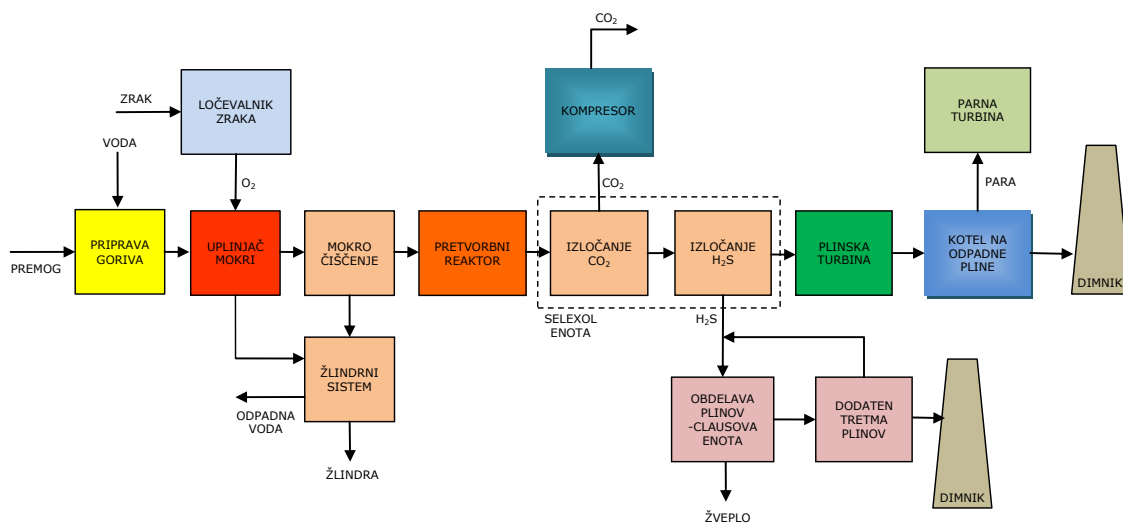 CO₂
ZRAK
LOČEVALNIK
ZRAKA
KOMPRESOR
PARNA
TURBINA
VODA
O₂
CO₂
PARA
PREMOG
PRIPRAVA
GORIVA
UPLINJAČ
MOKRI
MOKRO
ČIŠČENJE
PRETVORBNI
REAKTOR
IZLOČANJE
CO₂
IZLOČANJE
H₂S
PLINSKA
TURBINA
KOTEL NA
ODPADNE
PLINE
DIMNIK
SELEXOL
ENOTA
H₂S
ŽLINDRNI
SISTEM
ODPADNA
VODA
ŽLINDRA
OBDELAVA
PLINOV
-CLAUSOVA
ENOTA
DODATEN
TRETMA
PLINOV
DIMNIK
ŽVEPLO